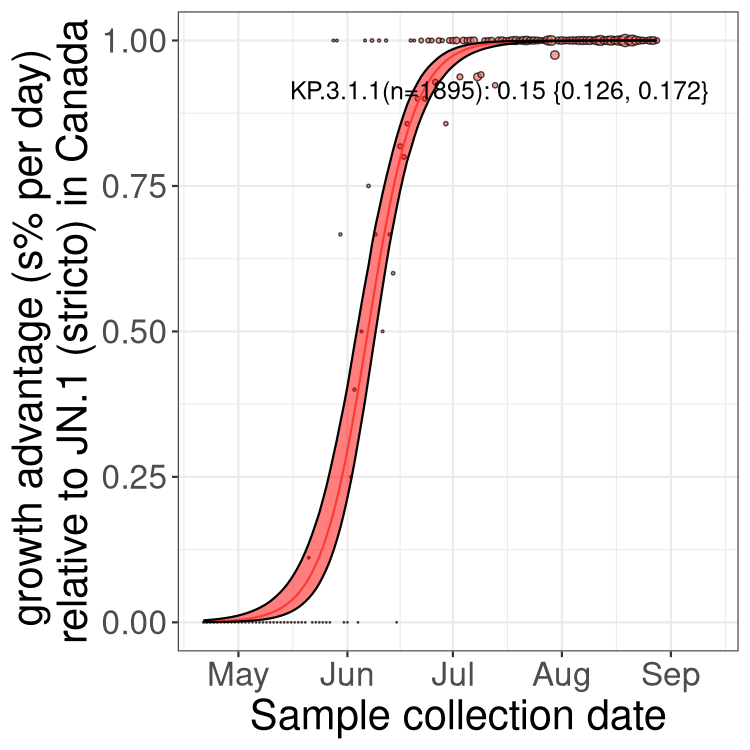 growth advantage (s% per day)
relative to JN.1 (stricto) in Canada
1.00
0.75
0.50
0.25
0.00
KP.3.1.1(n=1895): 0.15 {0.126, 0.172}
May Jun Jul Aug Sep
Sample collection date